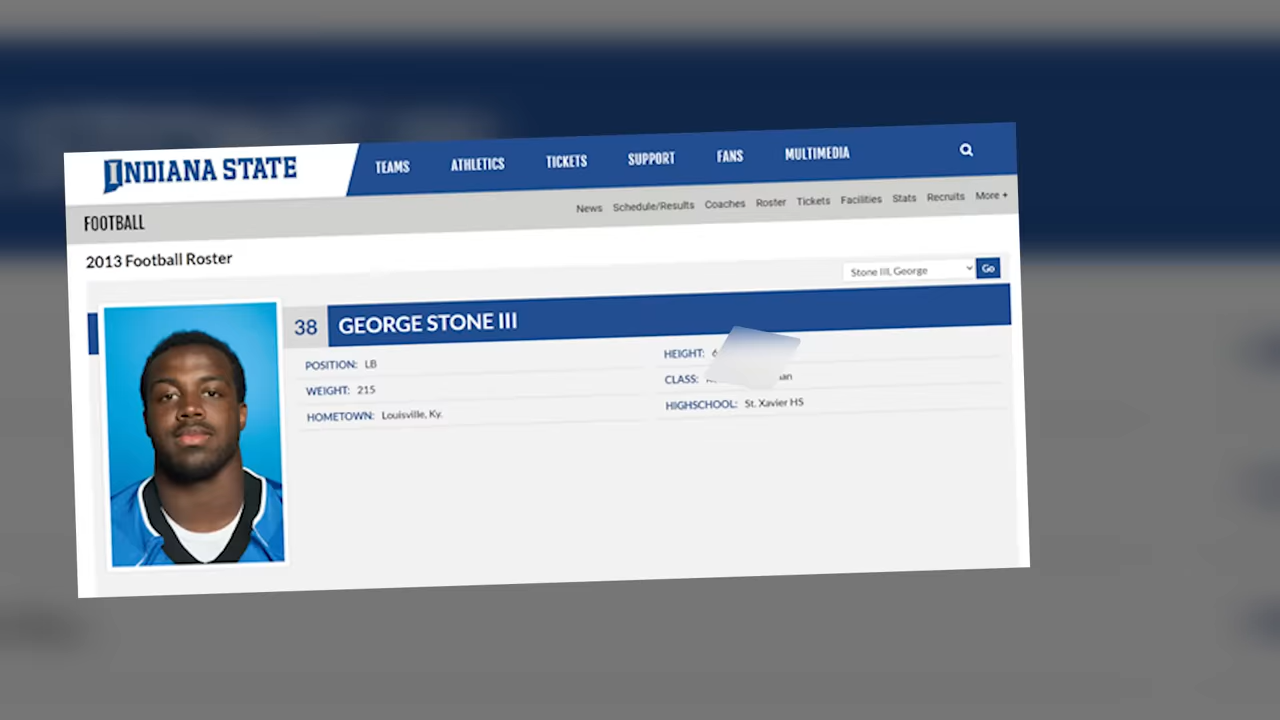 INDIANA STATE
TEAMS ATHLETICS TICKETS SUPPORT FANS MULTIMEDIA
FOOTBALL
News Schedule/Results Coaches Roster Tickets Facilities Stats Recruits More +
2013 Football Roster
Stone III, George Go
38 GEORGE STONE III
POSITION: LB
HEIGHT:
WEIGHT: 215
CLASS:
HOMETOWN: Louisville, Ky.
HIGHSCHOOL: St. Xavier HS